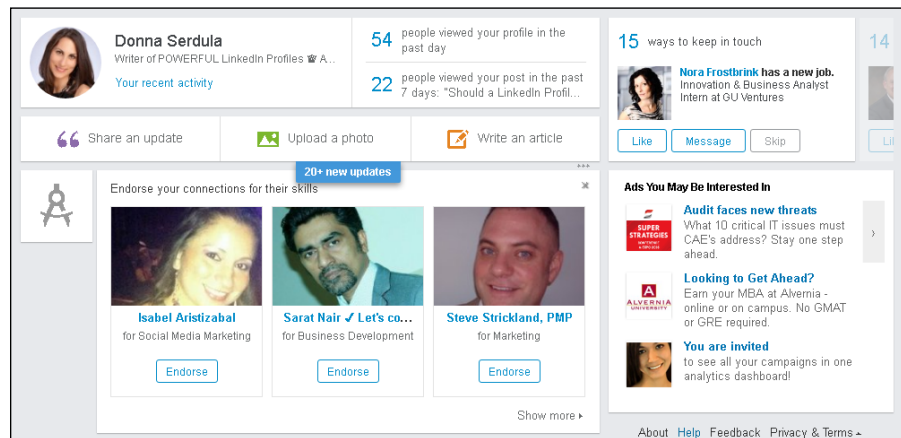 Donna Serdula
Writer of POWERFUL LinkedIn Profiles ♛ A...
Your recent activity
54 people viewed your profile in the
past day
22 people viewed your post in the past
7 days: "Should a LinkedIn Profil...
15 ways to keep in touch
14
Nora Frostbrink has a new job.
Innovation & Business Analyst
Intern at GU Ventures
Like Message Skip
Li
Share an update
Upload a photo
Write an article
20+ new updates
Endorse your connections for their skills
Isabel Aristizabal
for Social Media Marketing
Endorse
Sarat Nair ✓ Let's co...
for Business Development
Endorse
Steve Strickland, PMP
for Marketing
Endorse
Show more
Ads You May Be Interested In
SUPER
STRATEGIES
Audit faces new threats
What 10 critical IT issues must
CAE's address? Stay one step
ahead.
A
ALVERNIA
UNIVERSITY
Looking to Get Ahead?
Earn your MBA at Alvernia -
online or on campus. No GMAT
or GRE required.
You are invited
to see all your campaigns in one
analytics dashboard!
About Help Feedback Privacy & Terms